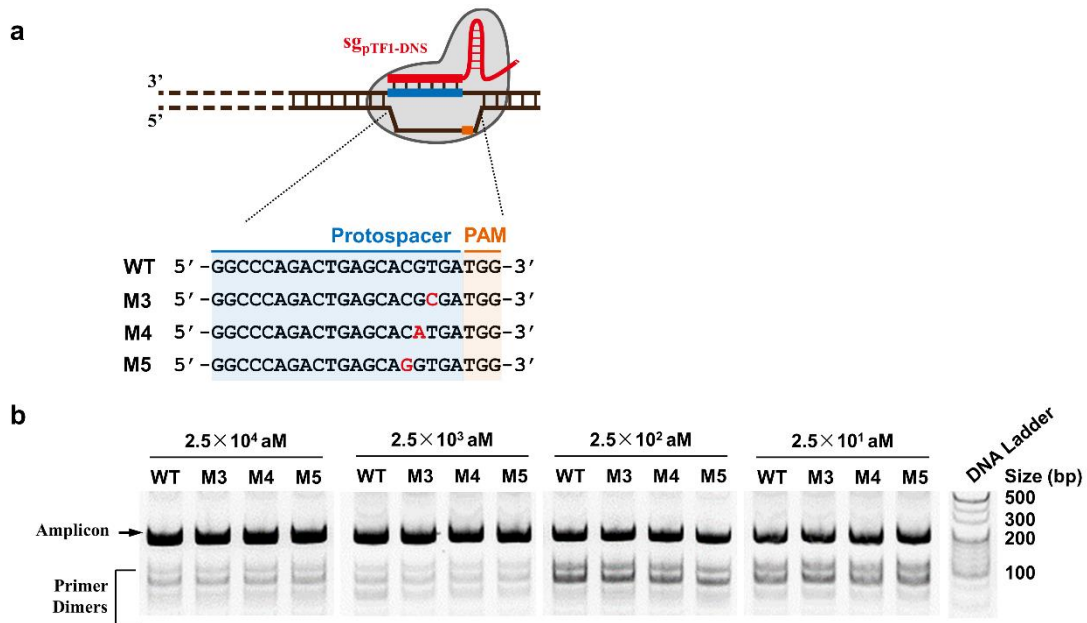 a
sgpTF1-DNS
3’
5’
Protospacer PAM
WT 5’-GGCCCAGACTGAGCACGTGATGG-3’
M3 5’-GGCCCAGACTGAGCACGCGATGG-3’
M4 5’-GGCCCAGACTGAGCACATGATGG-3’
M5 5’-GGCCCAGACTGAGCAGGTGATGG-3’
b
2.5×10⁴ aM 2.5×10³ aM 2.5×10² aM 2.5×10¹ aM DNA Ladder
WT M3 M4 M5 WT M3 M4 M5 WT M3 M4 M5 WT M3 M4 M5 Size (bp)
500
300
Amplicon 200
100
Primer
Dimers